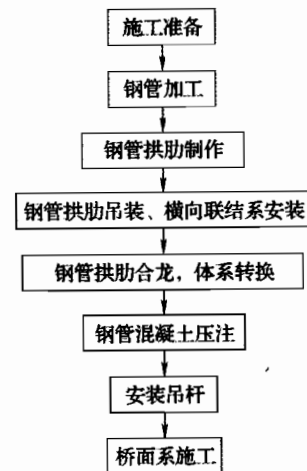 施工准备
钢管加工
钢管拱肋制作
钢管拱肋吊装、横向联结系安装
钢管拱肋合龙，体系转换
钢管混凝土压注
安装吊杆
桥面系施工